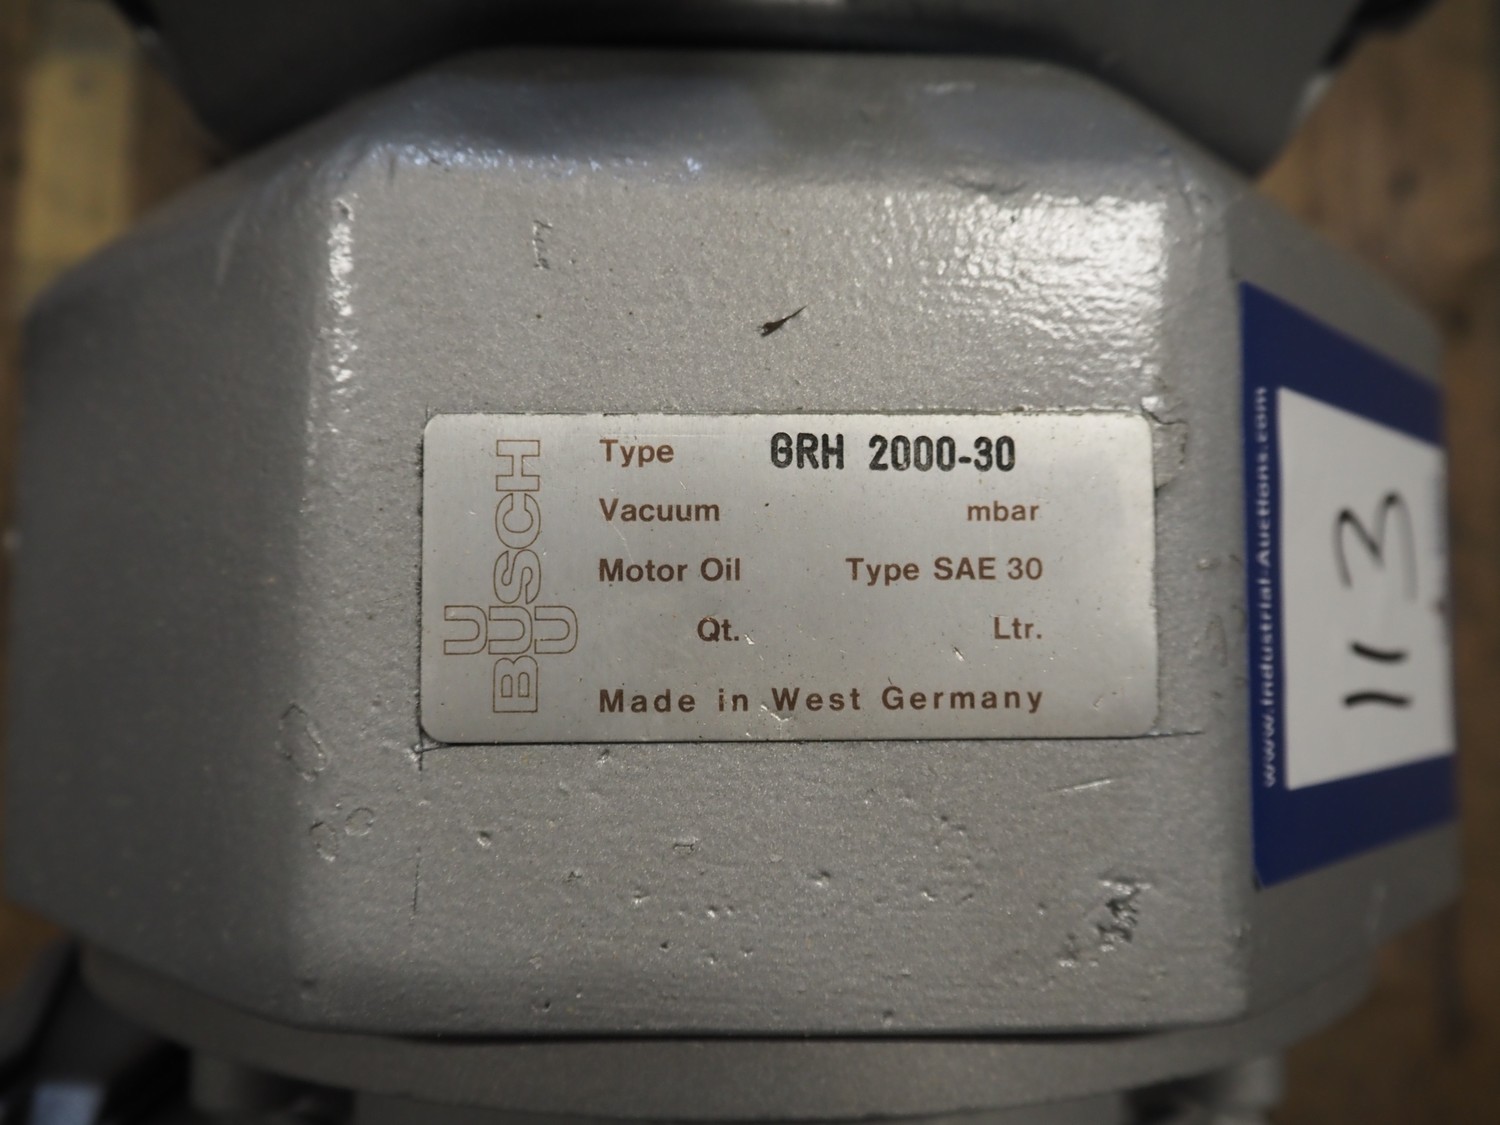 BUSCH
U
U
Type GRH 2000-30
Vacuum mbar
Motor Oil Type SAE 30
Qt. Ltr.
Made in West Germany
www.Industrial-Auctions.com
113